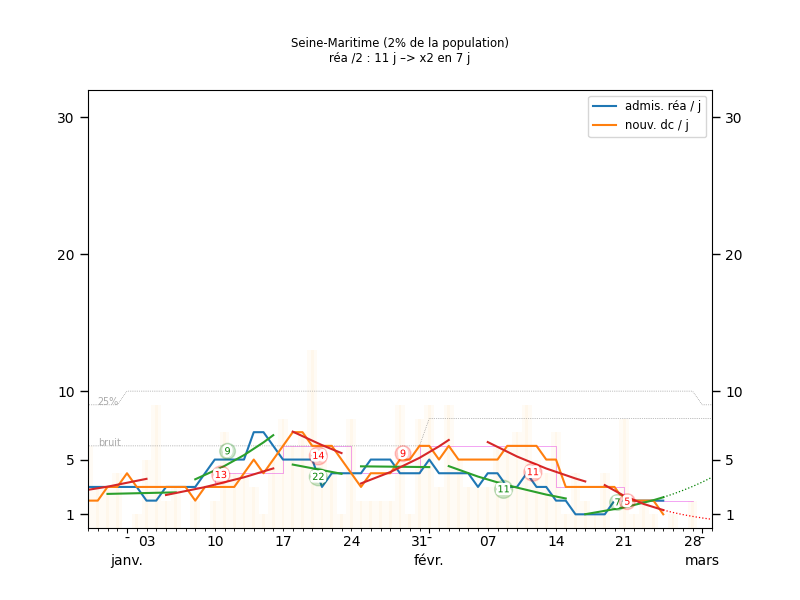 Seine-Maritime (2% de la population)
réa /2 : 11 j –> x2 en 7 j
admis. réa / j
nouv. dc / j
30 30
20 20
10 10
25%
bruit
5 5
1 1
9
13
14
22
9
11
11
7
5
03 10 17 24 31 07 14 21 28
janv. févr. mars